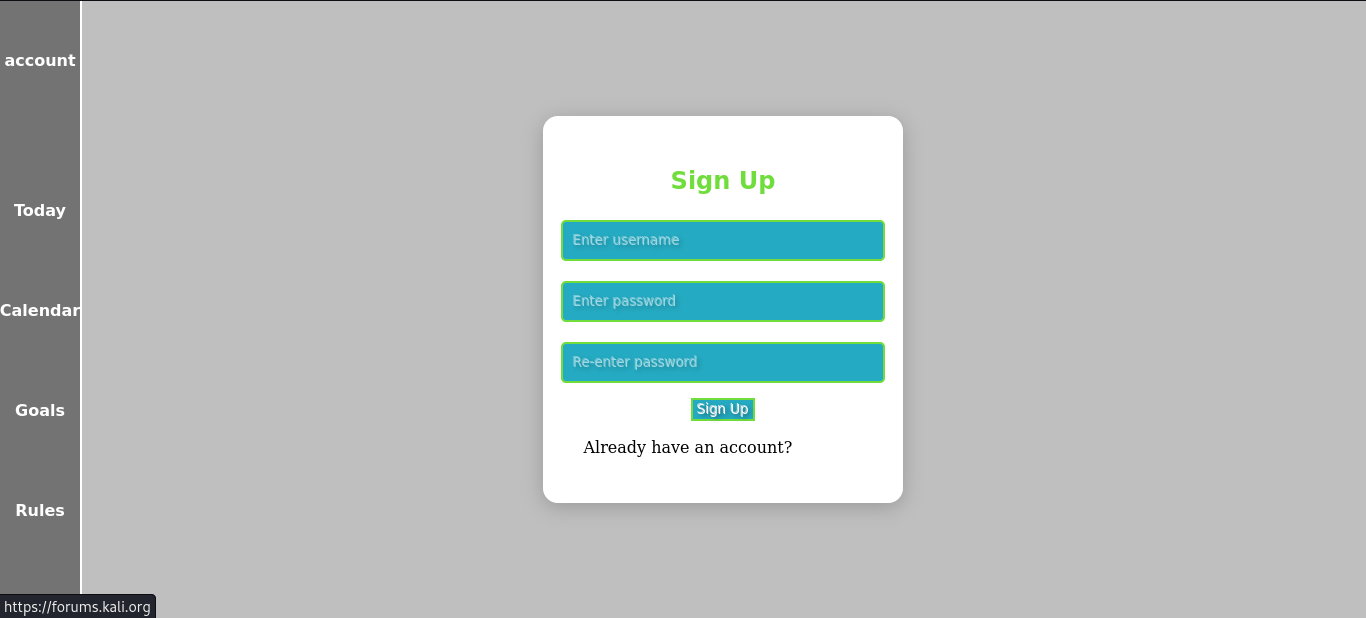 account
Today
Calendar
Goals
Rules
Sign Up
Enter username
Enter password
Re-enter password
Sign Up
Already have an account?
https://forums.kali.org